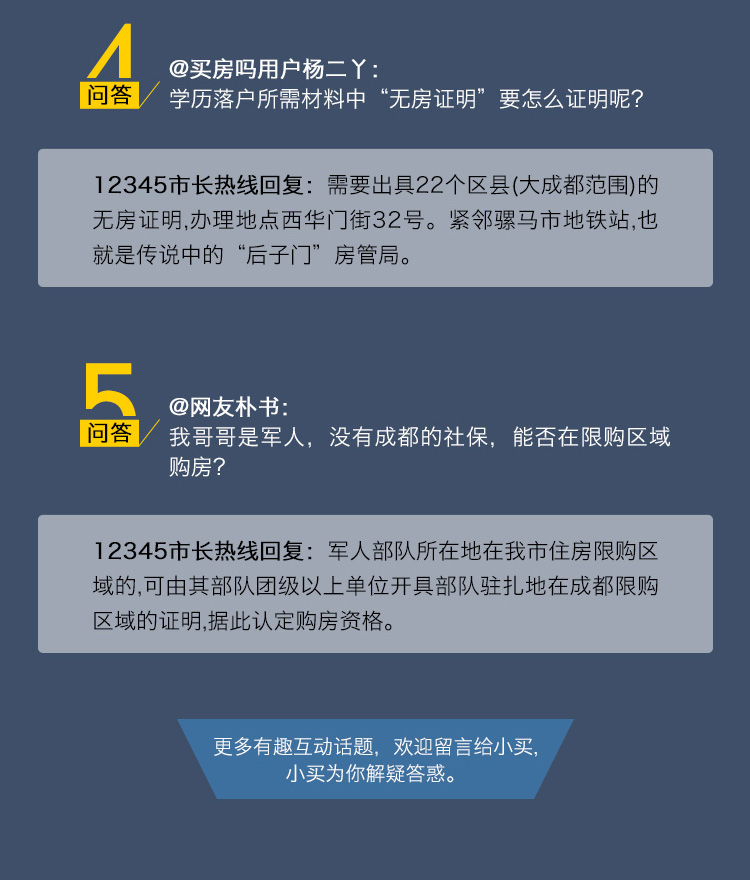 4
问答
@买房吗用户杨二丫：
学历落户所需材料中“无房证明”要怎么证明呢？
12345市长热线回复：需要出具22个区县(大成都范围)的
无房证明,办理地点西华门街32号。紧邻骡马市地铁站,也
就是传说中的“后子门”房管局。
5
问答
@网友朴书：
我哥哥是军人，没有成都的社保，能否在限购区域
购房？
12345市长热线回复：军人部队所在地在我市住房限购区
域的,可由其部队团级以上单位开具部队驻扎地在成都限购
区域的证明,据此认定购房资格。
更多有趣互动话题，欢迎留言给小买,
小买为你解疑答惑。